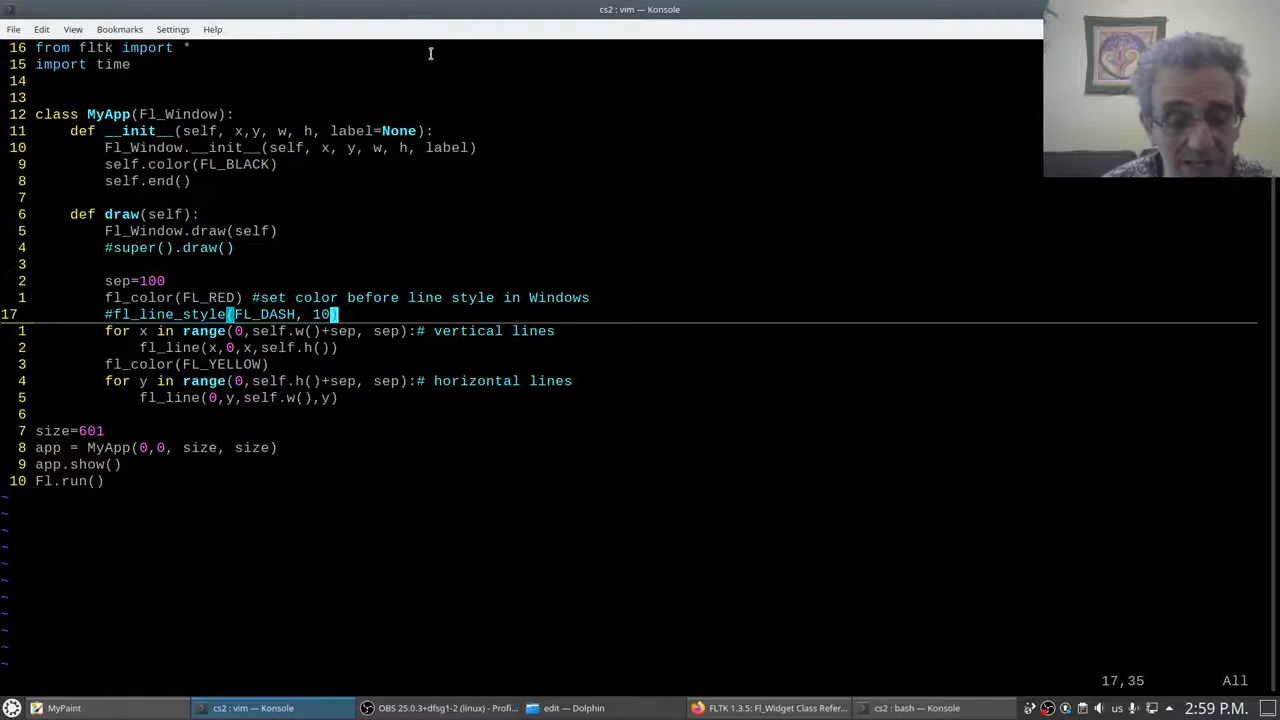 cs2 : vim — Konsole
File Edit View Bookmarks Settings Help
16 from fltk import *
15 import time
14
13
12 class MyApp(Fl_Window):
11     def __init__(self, x,y, w, h, label=None):
10         Fl_Window.__init__(self, x, y, w, h, label)
9         self.color(FL_BLACK)
8         self.end()
7
6     def draw(self):
5         Fl_Window.draw(self)
4         #super().draw()
3
2         sep=100
1         fl_color(FL_RED) #set color before line style in Windows
17         #fl_line_style(FL_DASH, 10)
1         for x in range(0,self.w()+sep, sep):# vertical lines
2             fl_line(x,0,x,self.h())
3         fl_color(FL_YELLOW)
4         for y in range(0,self.h()+sep, sep):# horizontal lines
5             fl_line(0,y,self.w(),y)
6
7 size=601
8 app = MyApp(0,0, size, size)
9 app.show()
10 Fl.run()
~
~
~
~
~
~
~
~
~
~
~
17,35 All
MyPaint cs2 : vim — Konsole OBS 25.0.3+dfsg1-2 (linux) - Profi... edit — Dolphin FLTK 1.3.5: Fl_Widget Class Refer... cs2 : bash — Konsole us 2:59 P.M.